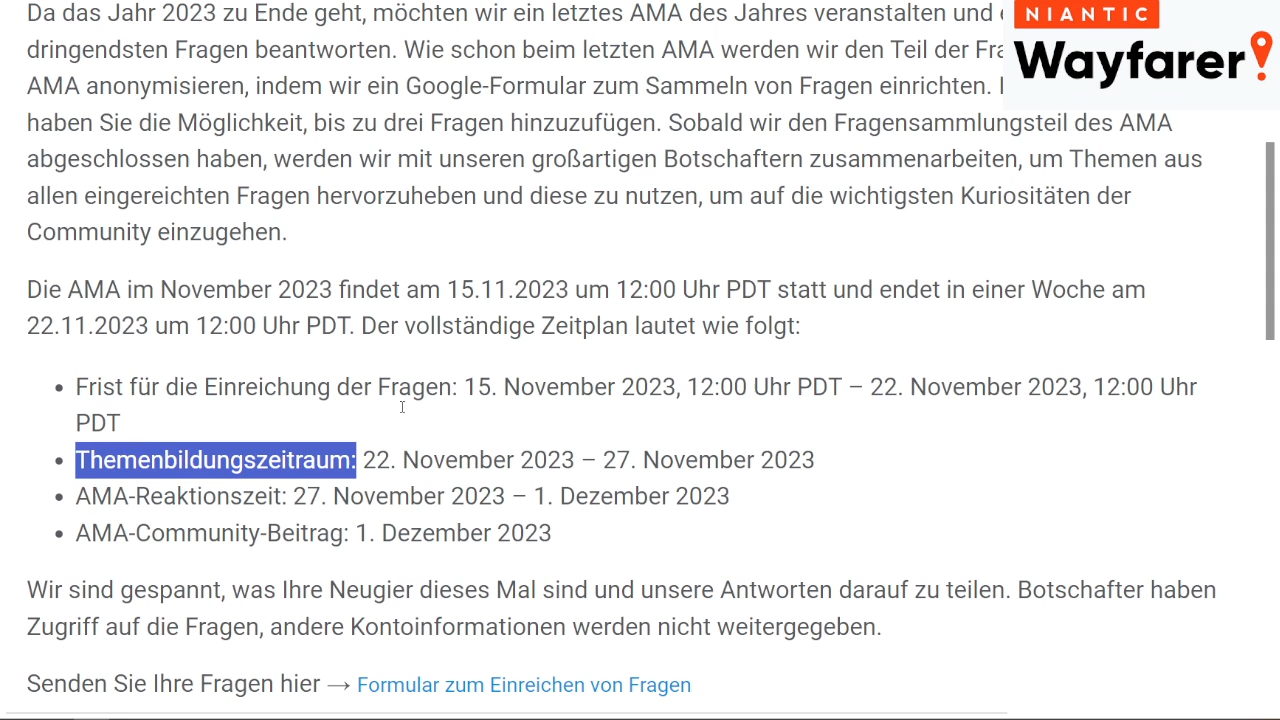 Da das Jahr 2023 zu Ende geht, möchten wir ein letztes AMA des Jahres veranstalten und
NIANTIC
Wayfarer
dringendsten Fragen beantworten. Wie schon beim letzten AMA werden wir den Teil der
AMA anonymisieren, indem wir ein Google-Formular zum Sammeln von Fragen einrichten.
haben Sie die Möglichkeit, bis zu drei Fragen hinzuzufügen. Sobald wir den Fragensammlungsteil des AMA
abgeschlossen haben, werden wir mit unseren großartigen Botschaftern zusammenarbeiten, um Themen aus
allen eingereichten Fragen hervorzuheben und diese zu nutzen, um auf die wichtigsten Kuriositäten der
Community einzugehen.
Die AMA im November 2023 findet am 15.11.2023 um 12:00 Uhr PDT statt und endet in einer Woche am
22.11.2023 um 12:00 Uhr PDT. Der vollständige Zeitplan lautet wie folgt:
• Frist für die Einreichung der Fragen: 15. November 2023, 12:00 Uhr PDT – 22. November 2023, 12:00 Uhr
PDT
• Themenbildungszeitraum: 22. November 2023 – 27. November 2023
• AMA-Reaktionszeit: 27. November 2023 – 1. Dezember 2023
• AMA-Community-Beitrag: 1. Dezember 2023
Wir sind gespannt, was Ihre Neugier dieses Mal sind und unsere Antworten darauf zu teilen. Botschafter haben
Zugriff auf die Fragen, andere Kontoinformationen werden nicht weitergegeben.
Senden Sie Ihre Fragen hier → Formular zum Einreichen von Fragen